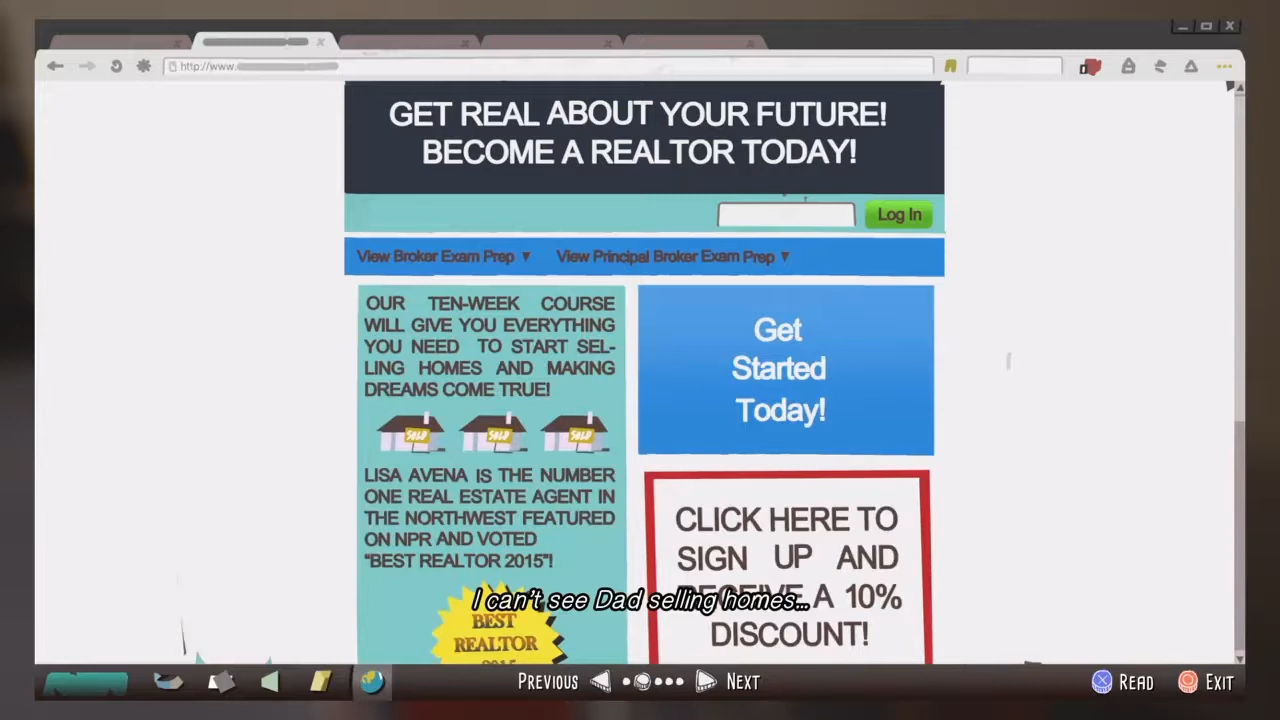 http://www.
GET REAL ABOUT YOUR FUTURE!
BECOME A REALTOR TODAY!
Log In
View Broker Exam Prep ▼ View Principal Broker Exam Prep ▼
OUR TEN-WEEK COURSE
WILL GIVE YOU EVERYTHING
YOU NEED TO START SEL-
LING HOMES AND MAKING
DREAMS COME TRUE!
SOLD SOLD SOLD
LISA AVENA IS THE NUMBER
ONE REAL ESTATE AGENT IN
THE NORTHWEST FEATURED
ON NPR AND VOTED
“BEST REALTOR 2015”!
BEST
REALTOR
2015
Get
Started
Today!
CLICK HERE TO
SIGN UP AND
RECEIVE A 10%
DISCOUNT!
I can't see Dad selling homes...
PREVIOUS NEXT READ EXIT